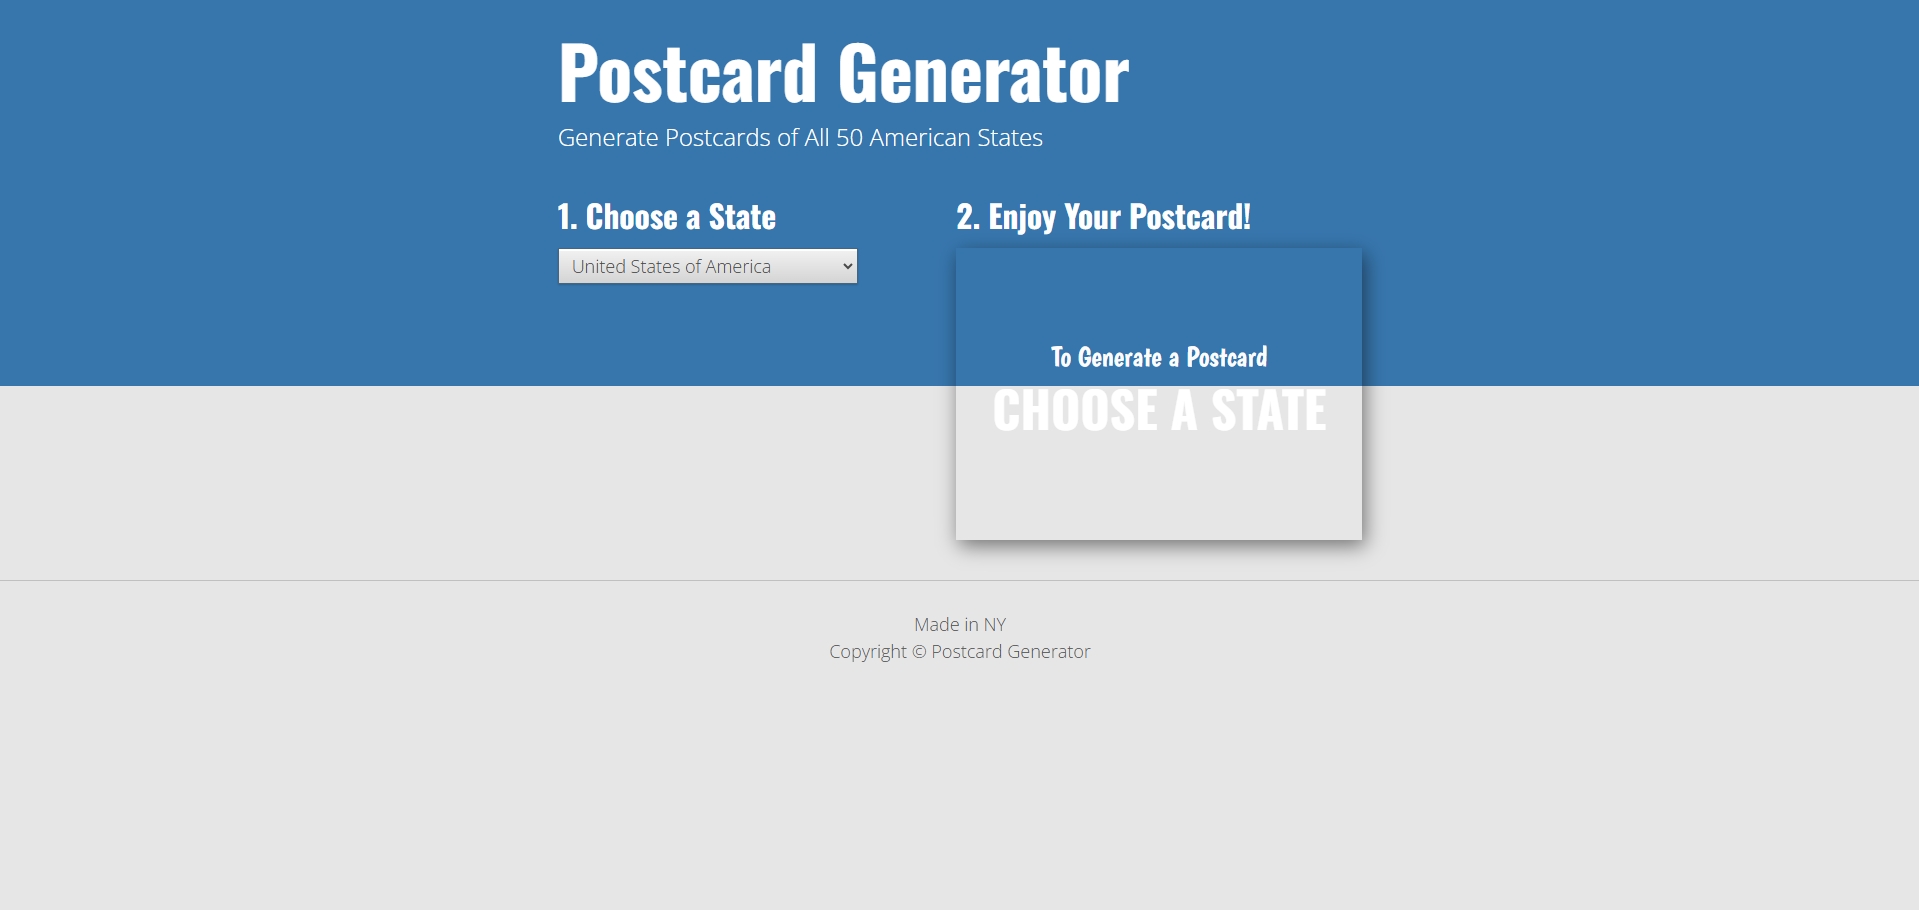 Postcard Generator
Generate Postcards of All 50 American States
1. Choose a State
United States of America
2. Enjoy Your Postcard!
To Generate a Postcard
CHOOSE A STATE
Made in NY
Copyright © Postcard Generator